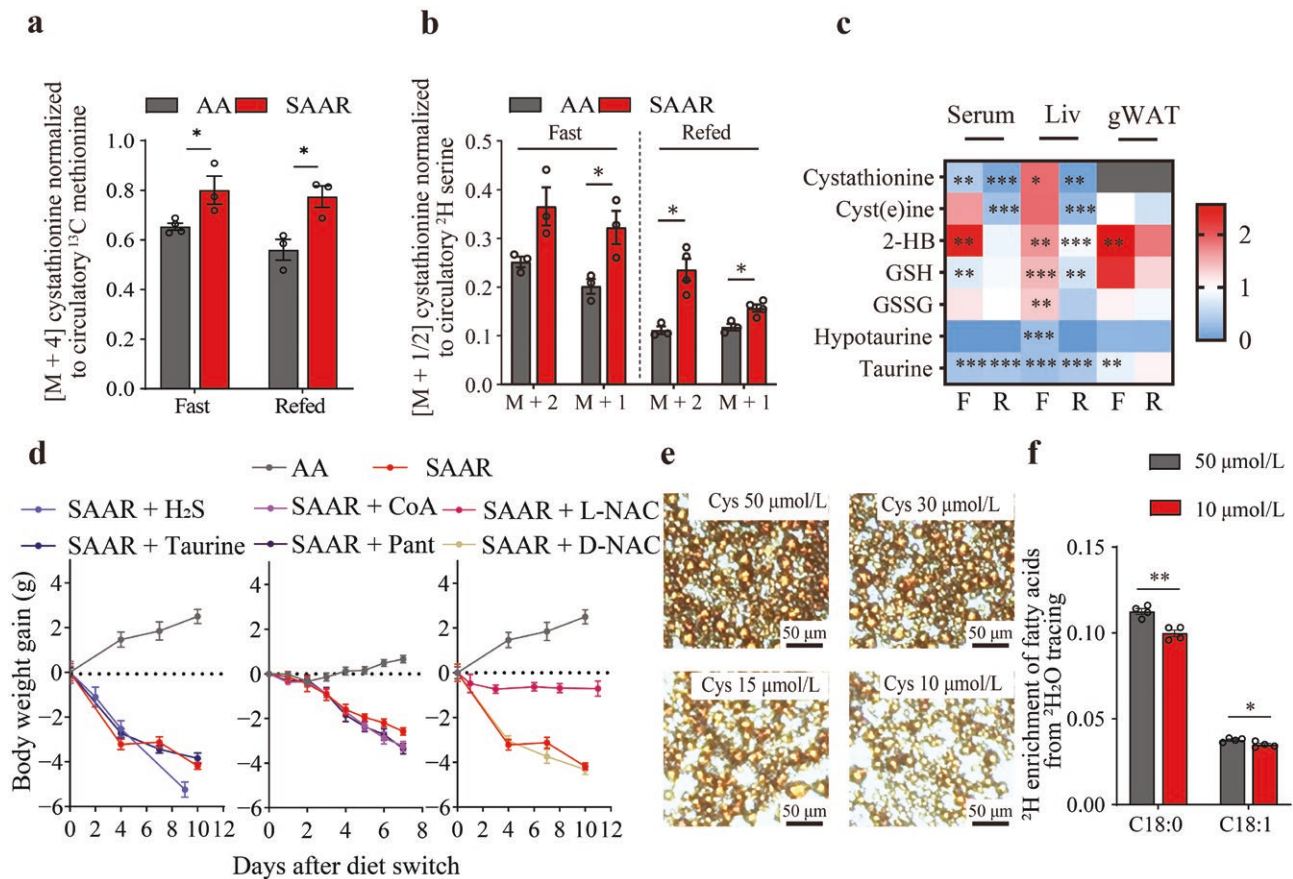 a
[M + 4] cystathionine normalized
to circulatory ¹³C methionine
AA SAAR
1.0
0.8
0.6
0.4
0.2
0.0
* *
Fast Refed
b
[M + 1/2] cystathionine normalized
to circulatory ²H serine
AA SAAR
Fast Refed
0.5
0.4
0.3
0.2
0.1
0.0
* * *
M + 2 M + 1 M + 2 M + 1
c
Serum Liv gWAT
Cystathionine ** *** * **
Cyst(e)ine *** ***
2-HB ** ** *** **
GSH ** *** **
GSSG **
Hypotaurine ***
Taurine *** *** *** *** **
F R F R F R
2
1
0
d
AA SAAR
SAAR + H₂S SAAR + CoA SAAR + L-NAC
SAAR + Taurine SAAR + Pant SAAR + D-NAC
Body weight gain (g)
4
2
0
−2
−4
−6
0 2 4 6 8 10 12
4
2
0
−2
−4
−6
0 2 4 6 8
4
2
0
−2
−4
−6
0 2 4 6 8 10 12
Days after diet switch
e
Cys 50 μmol/L Cys 30 μmol/L
50 μm 50 μm
Cys 15 μmol/L Cys 10 μmol/L
50 μm 50 μm
f
50 μmol/L
10 μmol/L
²H enrichment of fatty acids
from ²H₂O tracing
0.15
0.10
0.05
0.00
** *
C18:0 C18:1